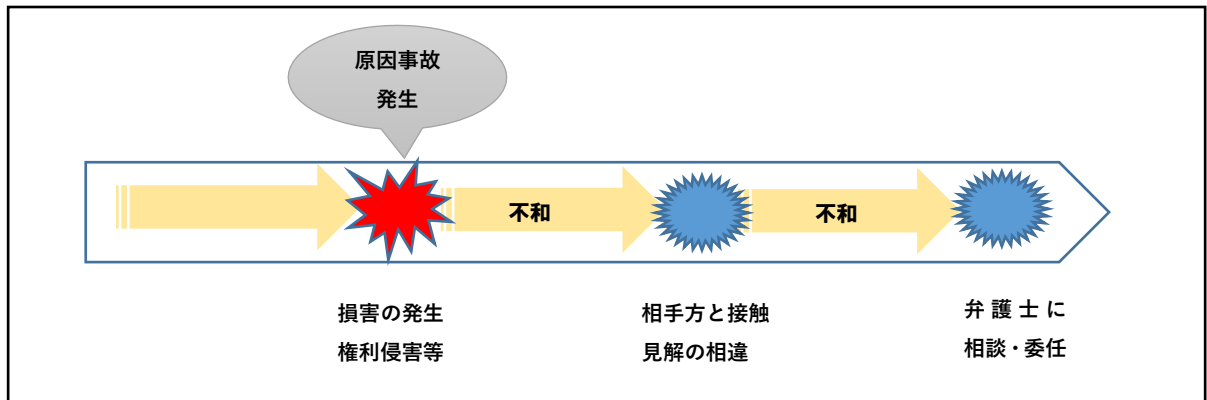 原因事故
発生
不和
不和
損害の発生
権利侵害等
相手方と接触
見解の相違
弁護士に
相談・委任